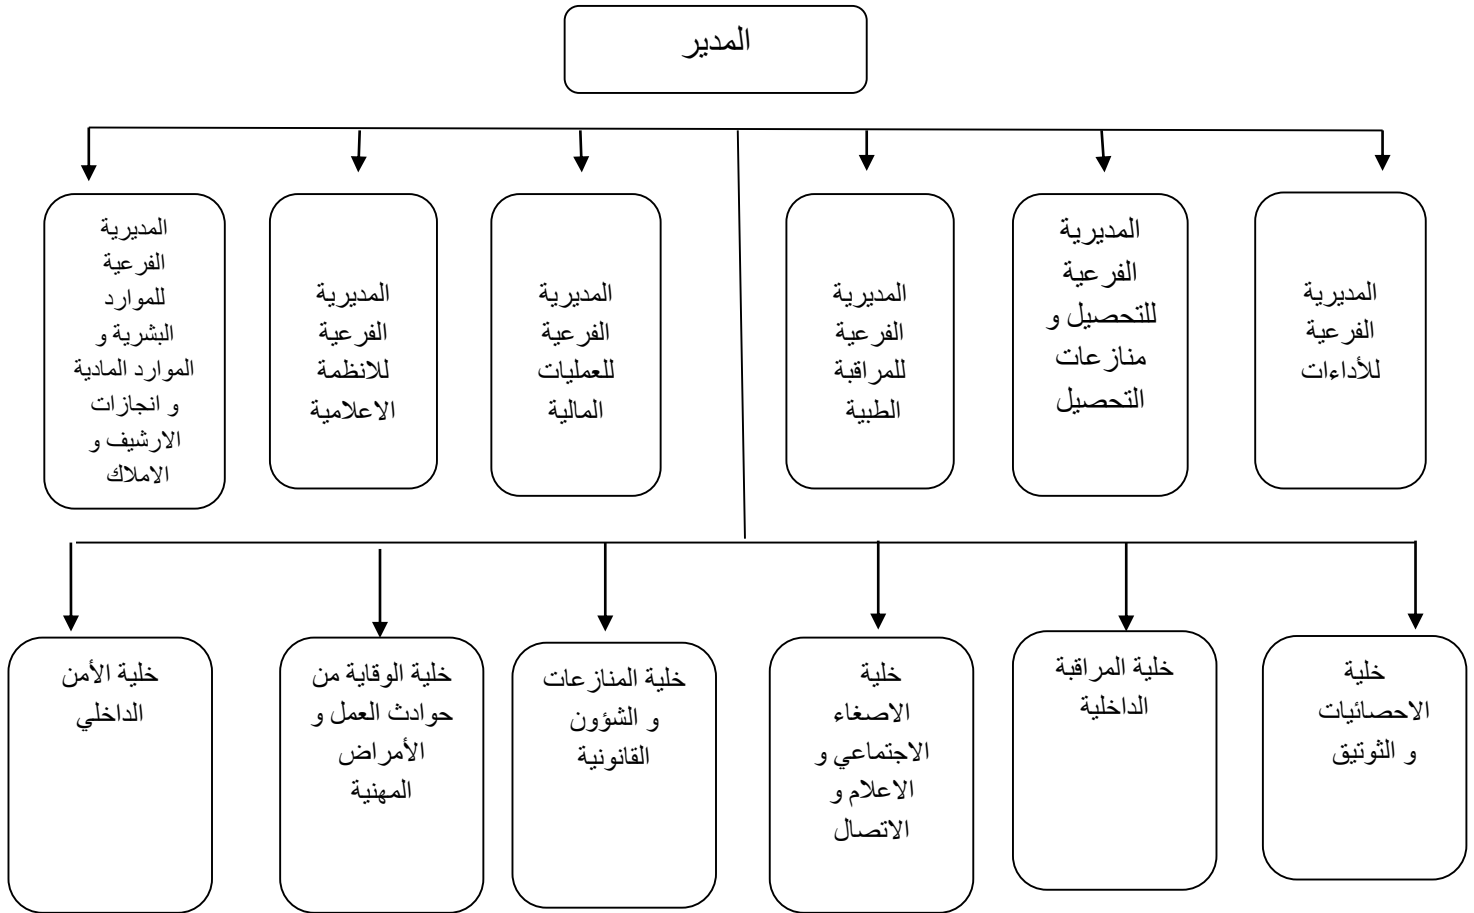 المدير
المديرية
الفرعية
للأداءات
المديرية
الفرعية
للتحصيل و
منازعات
التحصيل
المديرية
الفرعية
للمراقبة
الطبية
المديرية
الفرعية
للعمليات
المالية
المديرية
الفرعية
للانظمة
الاعلامية
المديرية
الفرعية
للموارد
البشرية و
الموارد المادية
و انجازات
الارشيف و
الاملاك
خلية
الاحصائيات
و الثوتيق
خلية المراقبة
الداخلية
خلية
الاصغاء
الاجتماعي و
الاعلام و
الاتصال
خلية المنازعات
و الشؤون
القانونية
خلية الوقاية من
حوادث العمل و
الأمراض
المهنية
خلية الأمن
الداخلي